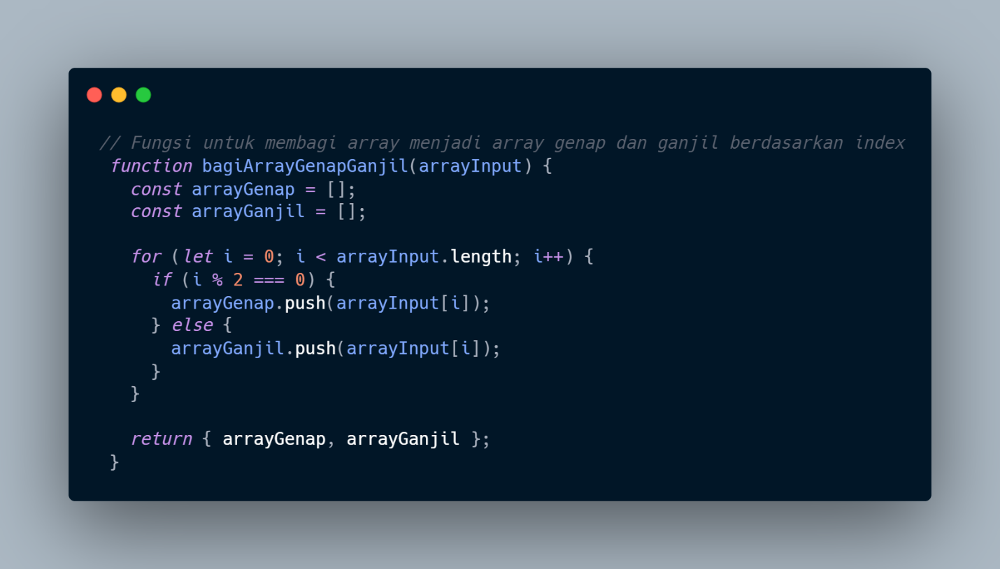 // Fungsi untuk membagi array menjadi array genap dan ganjil berdasarkan index
function bagiArrayGenapGanjil(arrayInput) {
const arrayGenap = [];
const arrayGanjil = [];
for (let i = 0; i < arrayInput.length; i++) {
if (i % 2 === 0) {
arrayGenap.push(arrayInput[i]);
} else {
arrayGanjil.push(arrayInput[i]);
}
}
return { arrayGenap, arrayGanjil };
}